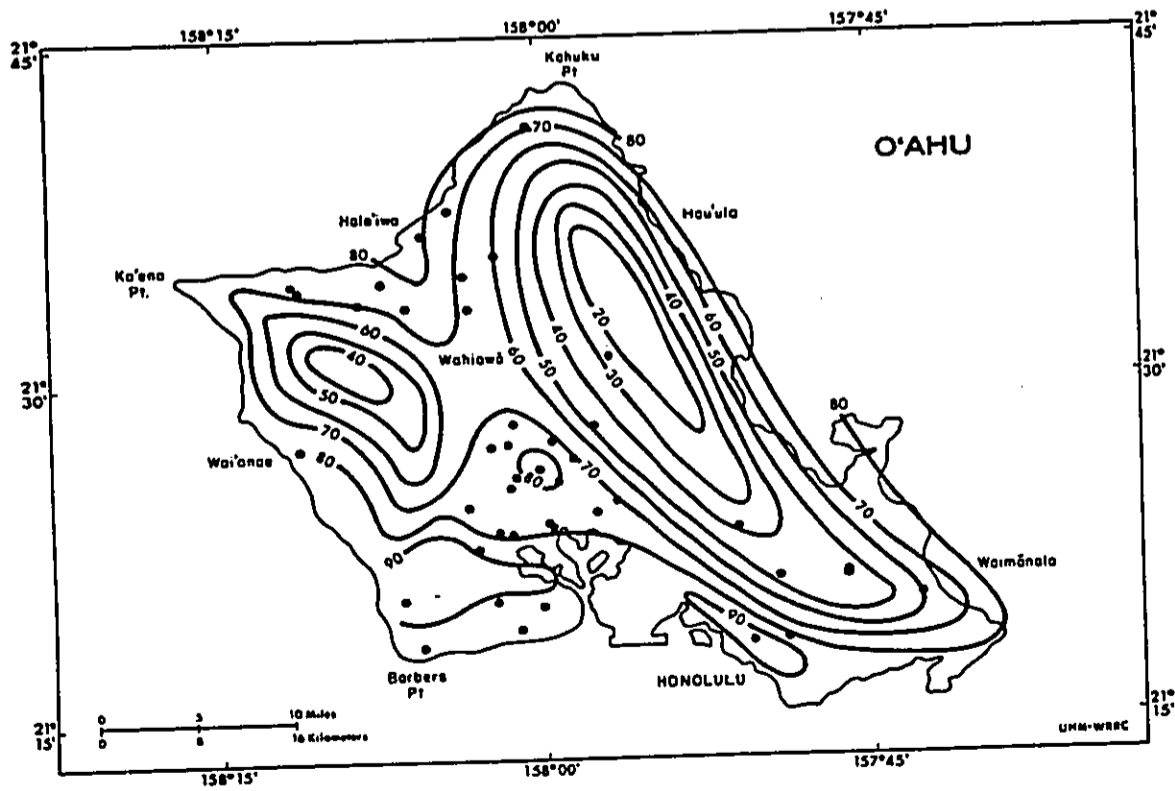 158°15'
158°00'
157°45'
21°
45'
21°
45'
Kahuku
Pt
70
80
O'AHU
Hale'iwa
Hau'ula
80
Ka'ena
Pt.
40
60
20
60
40
Wahiawā
40
60
50
50
30
50
21°
30'
21°
30'
70
80
Wai'anae
80
70
80
70
90
Waimānalo
90
Barbers
Pt
HONOLULU
0 5 10 Miles
0 8 16 Kilometers
21°
15'
21°
15'
UHM-WRRC
158°15'
158°00'
157°45'